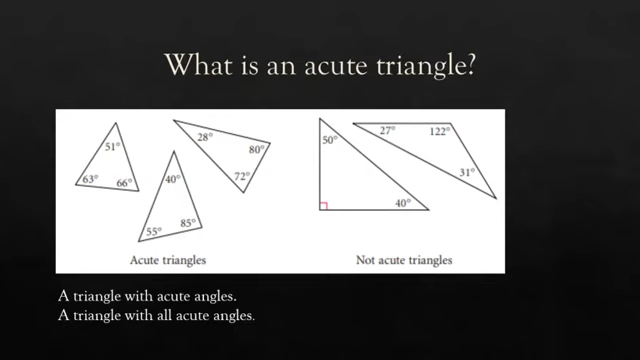 What is an acute triangle?
51°
63°
66°
28°
80°
72°
40°
55°
85°
50°
40°
27°
122°
31°
Acute triangles
Not acute triangles
A triangle with acute angles.
A triangle with all acute angles.